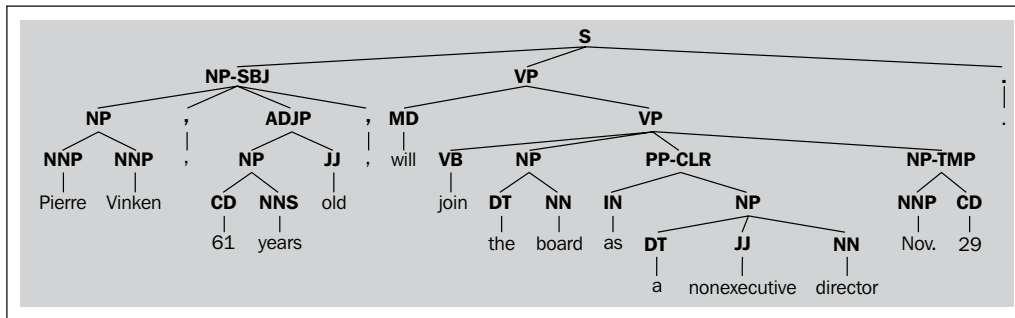 S
NP-SBJ VP .
NP , ADJP , MD VP .
NNP NNP , NP JJ , will VB NP PP-CLR NP-TMP
Pierre Vinken CD NNS old join DT NN IN NP NNP CD
61 years the board as DT JJ NN Nov. 29
a nonexecutive director